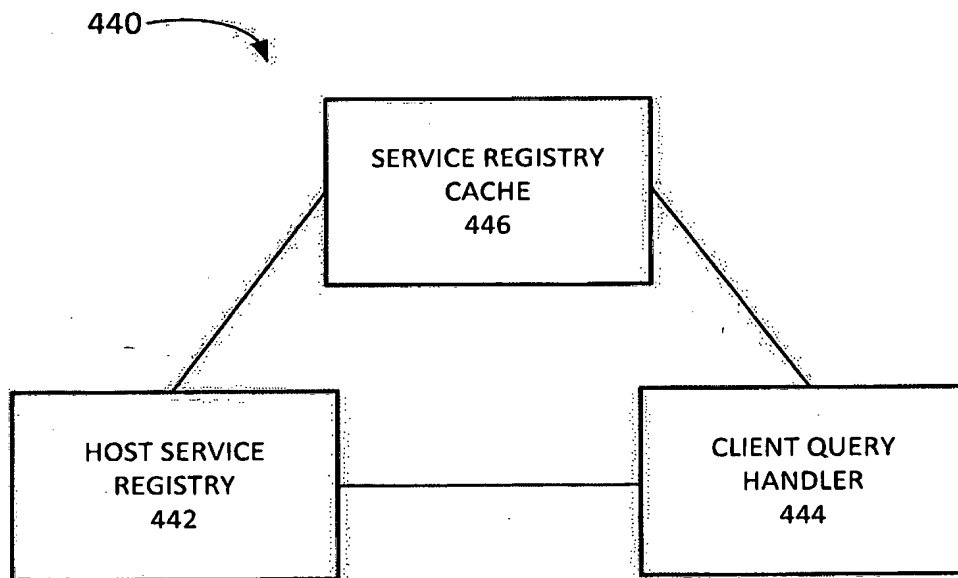 440
SERVICE REGISTRY
CACHE
446
HOST SERVICE
REGISTRY
442
CLIENT QUERY
HANDLER
444